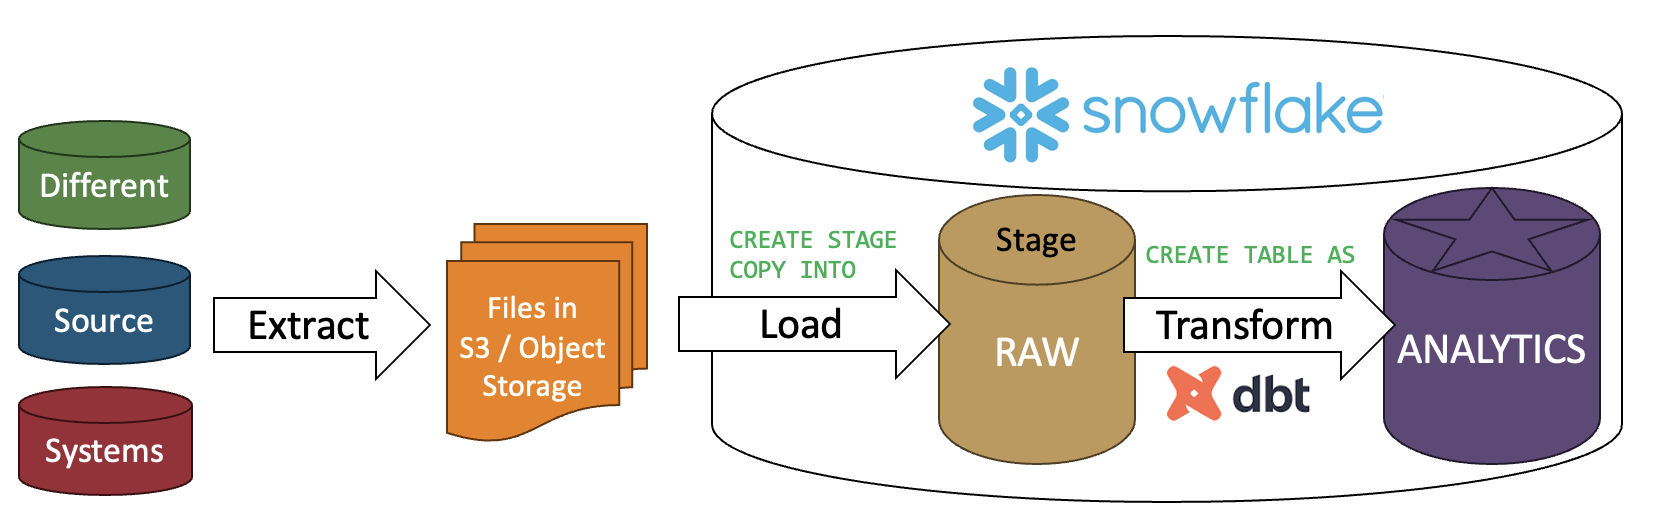 snowflake
Different
Source
Systems
Extract
Files in
S3 / Object
Storage
CREATE STAGE
COPY INTO
Load
Stage
RAW
CREATE TABLE AS
Transform
dbt
ANALYTICS